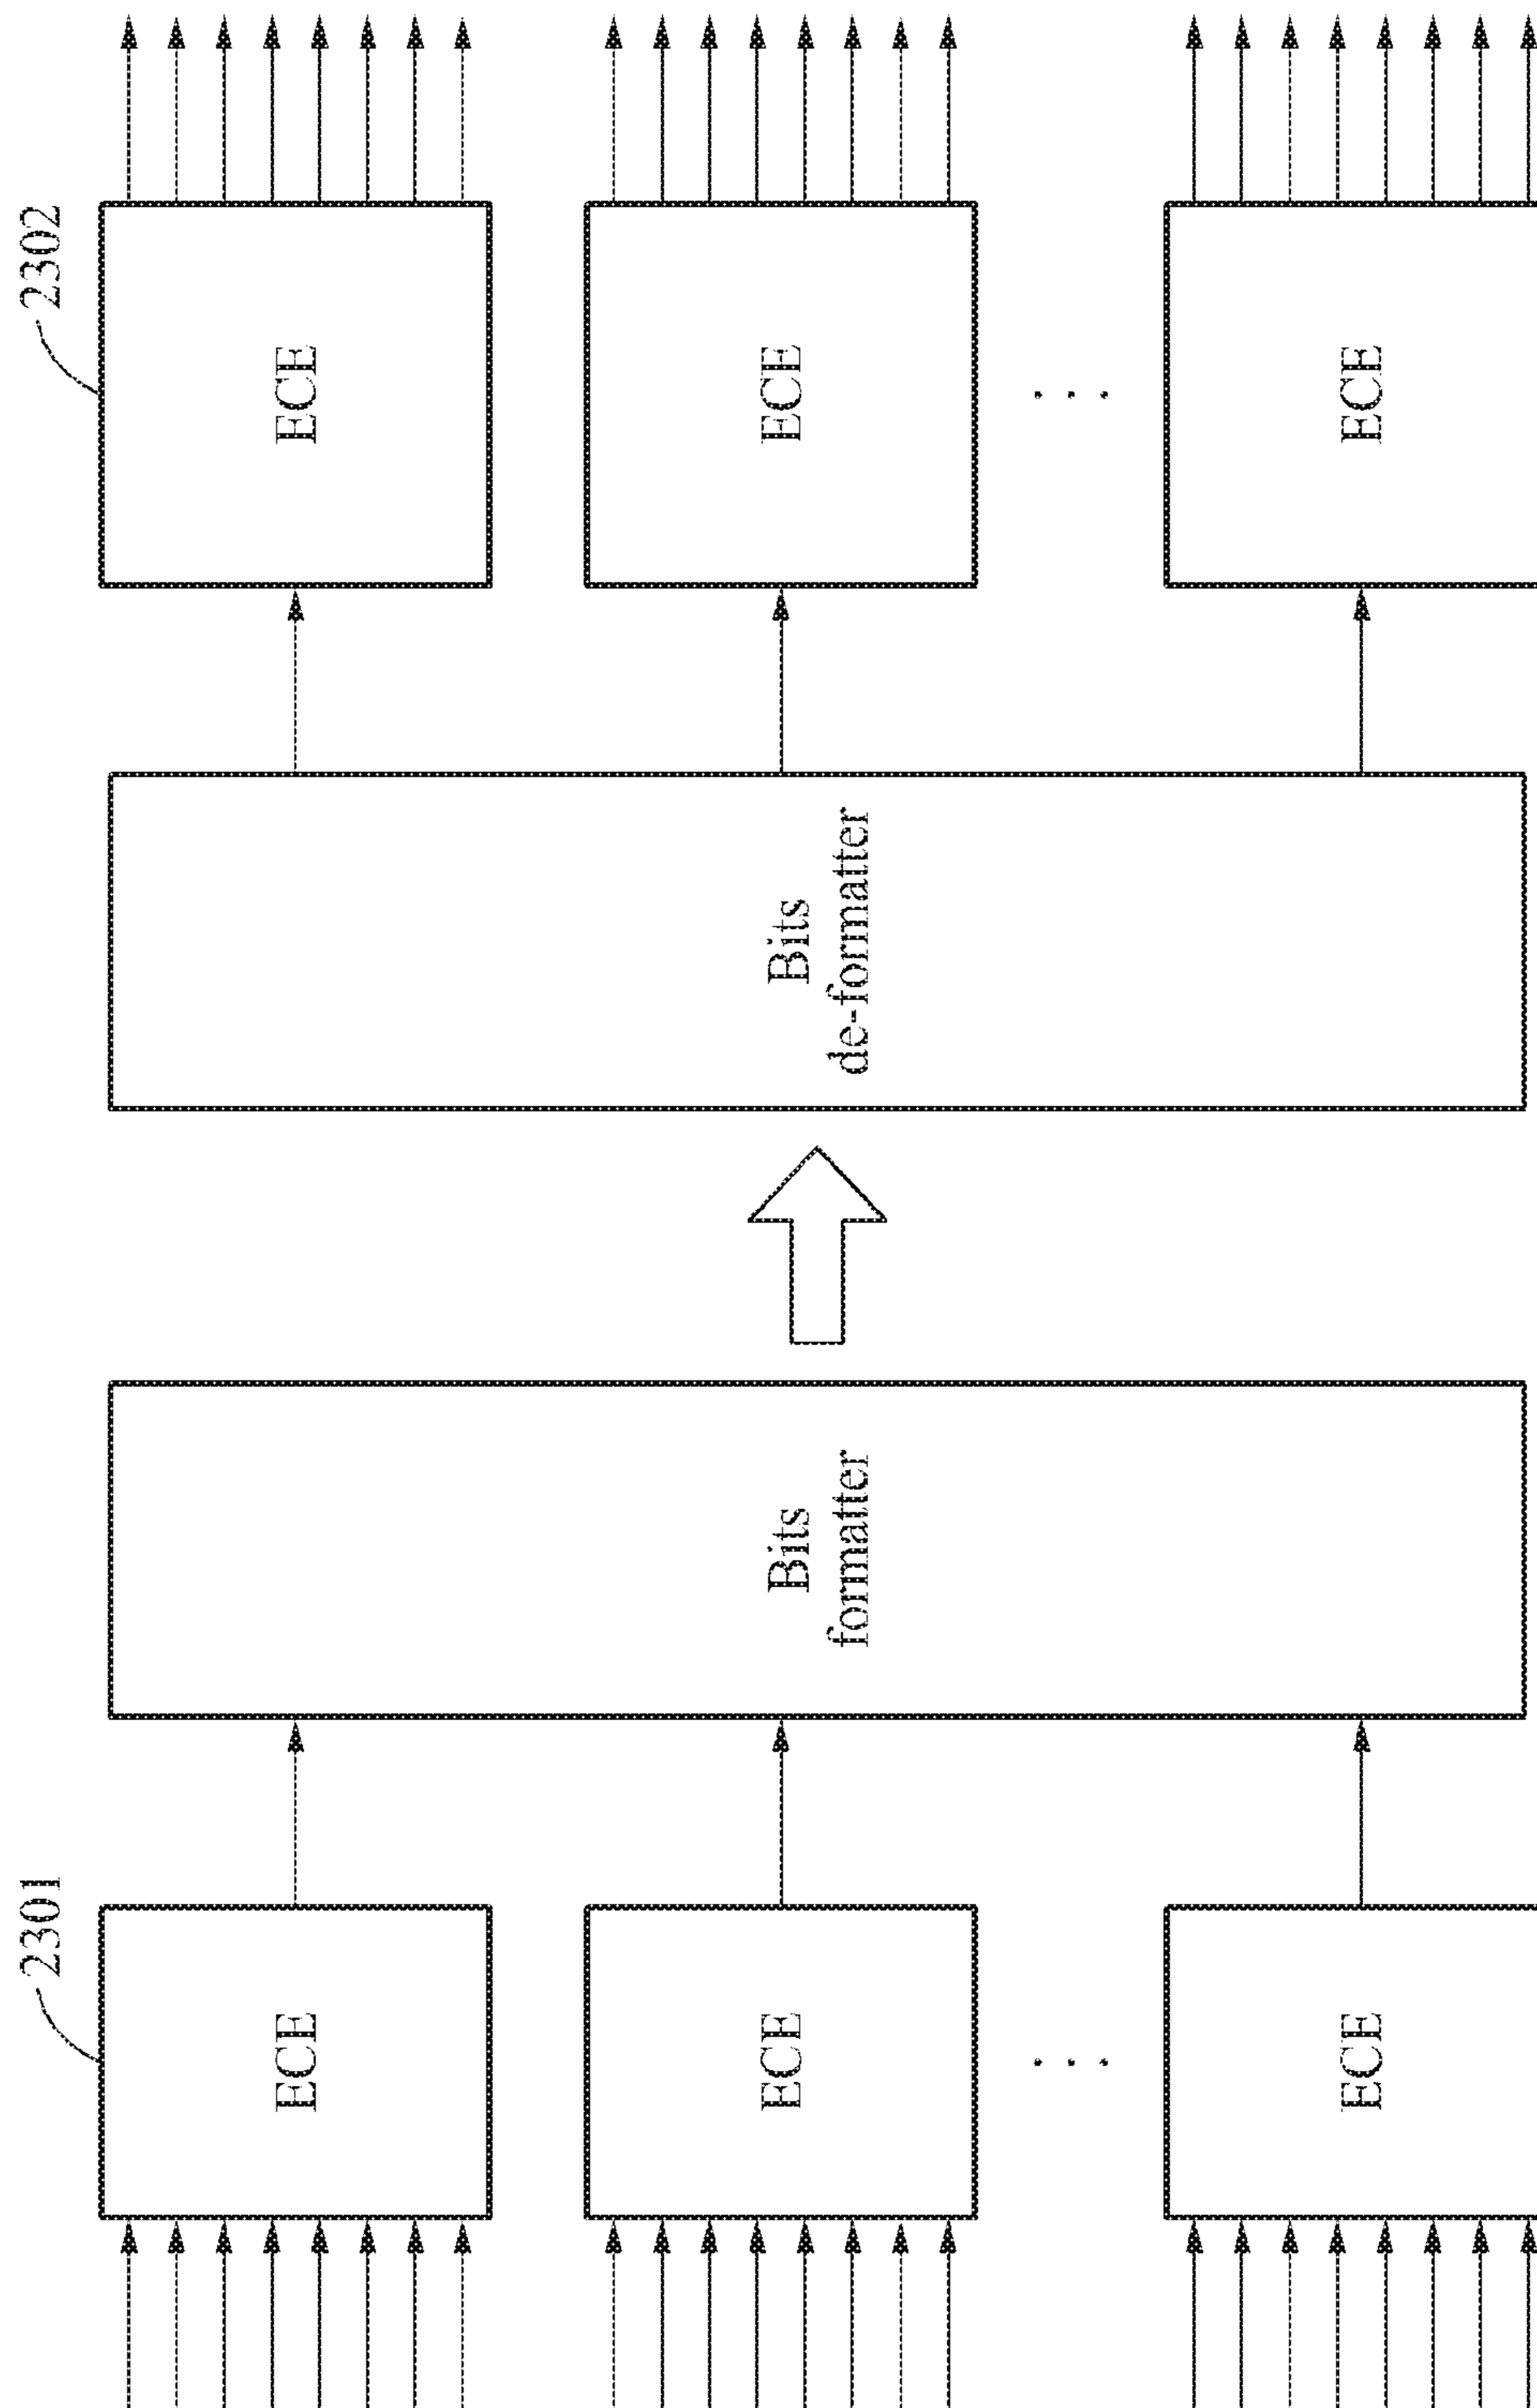 2301
ECE
ECE
. . .
ECE
Bits
formatter
Bits
de-formatter
2302
ECE
ECE
. . .
ECE